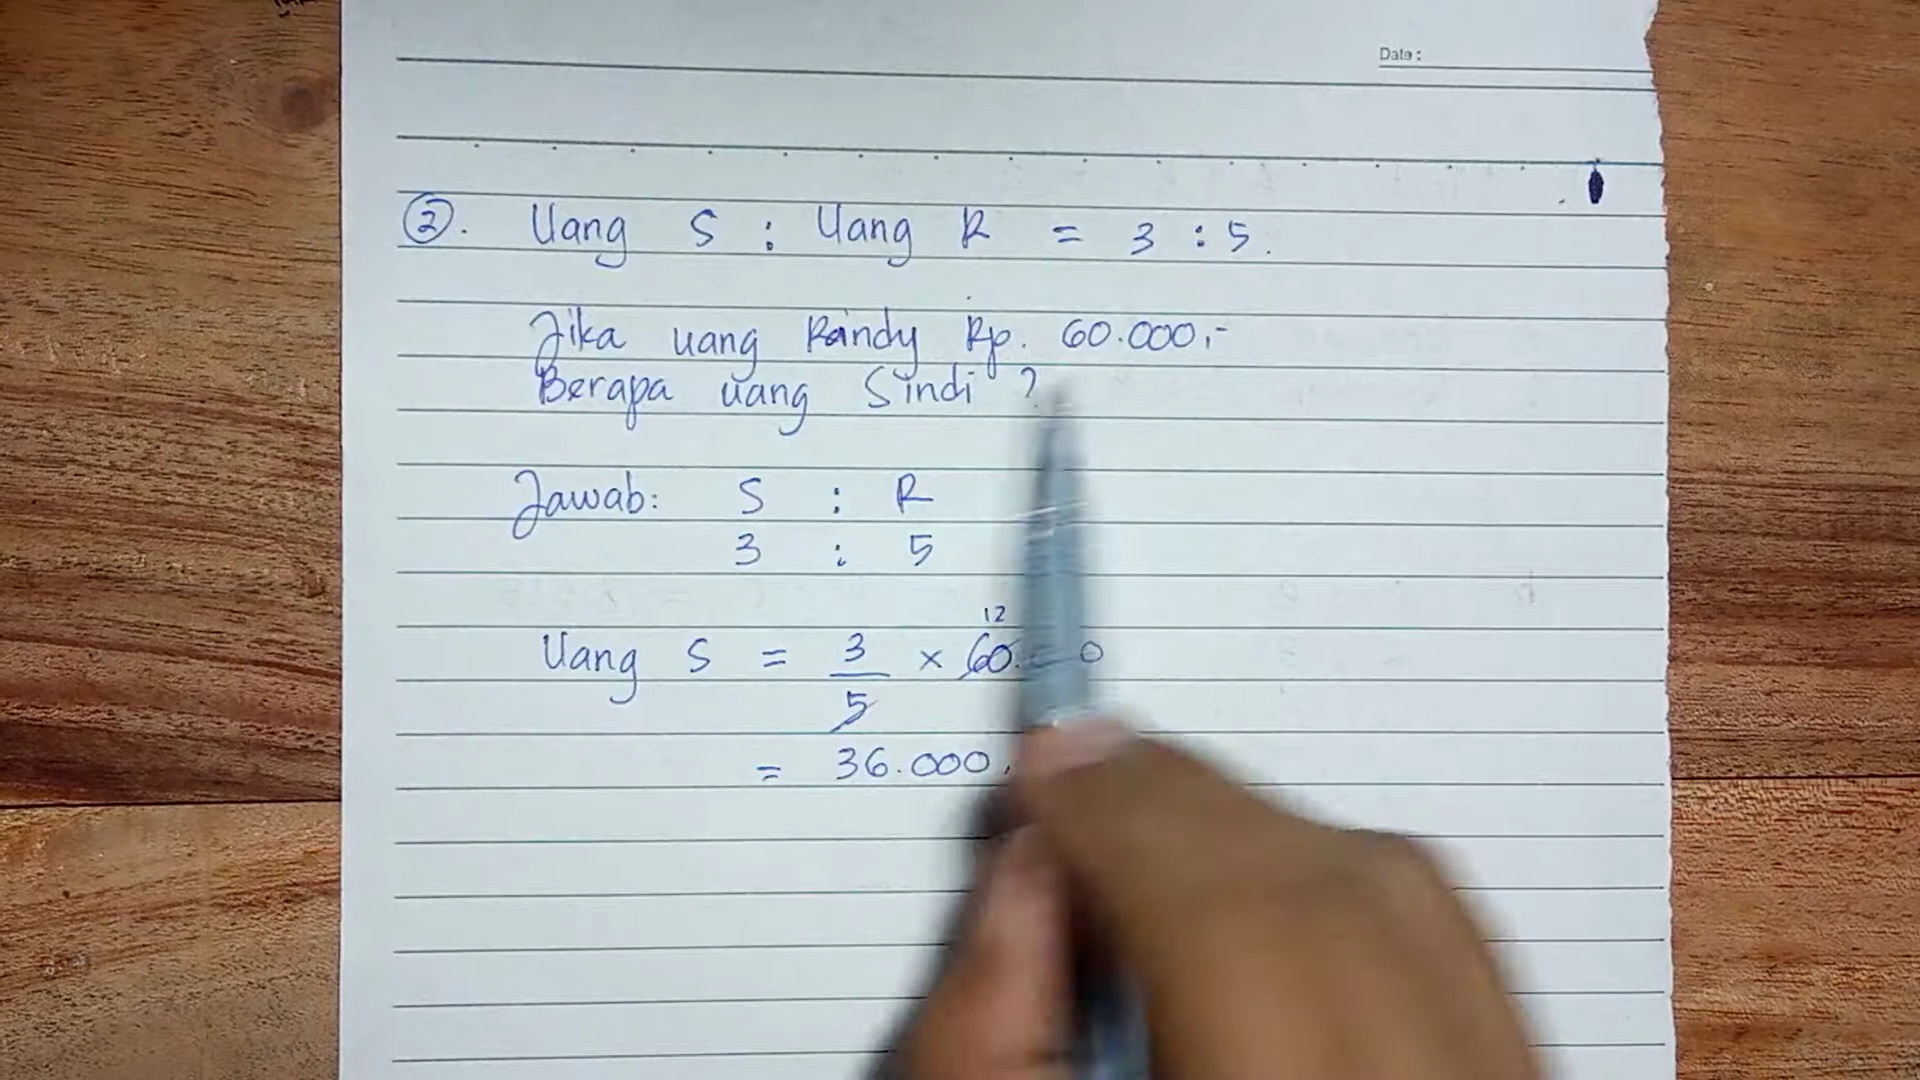 Date :
2. Uang S : Uang R = 3 : 5.
Jika uang Randy Rp. 60.000,-
Berapa uang Sindi ?
Jawab: S : R
3 : 5
12
Uang S = 3 × 60. 0
5
= 36.000,